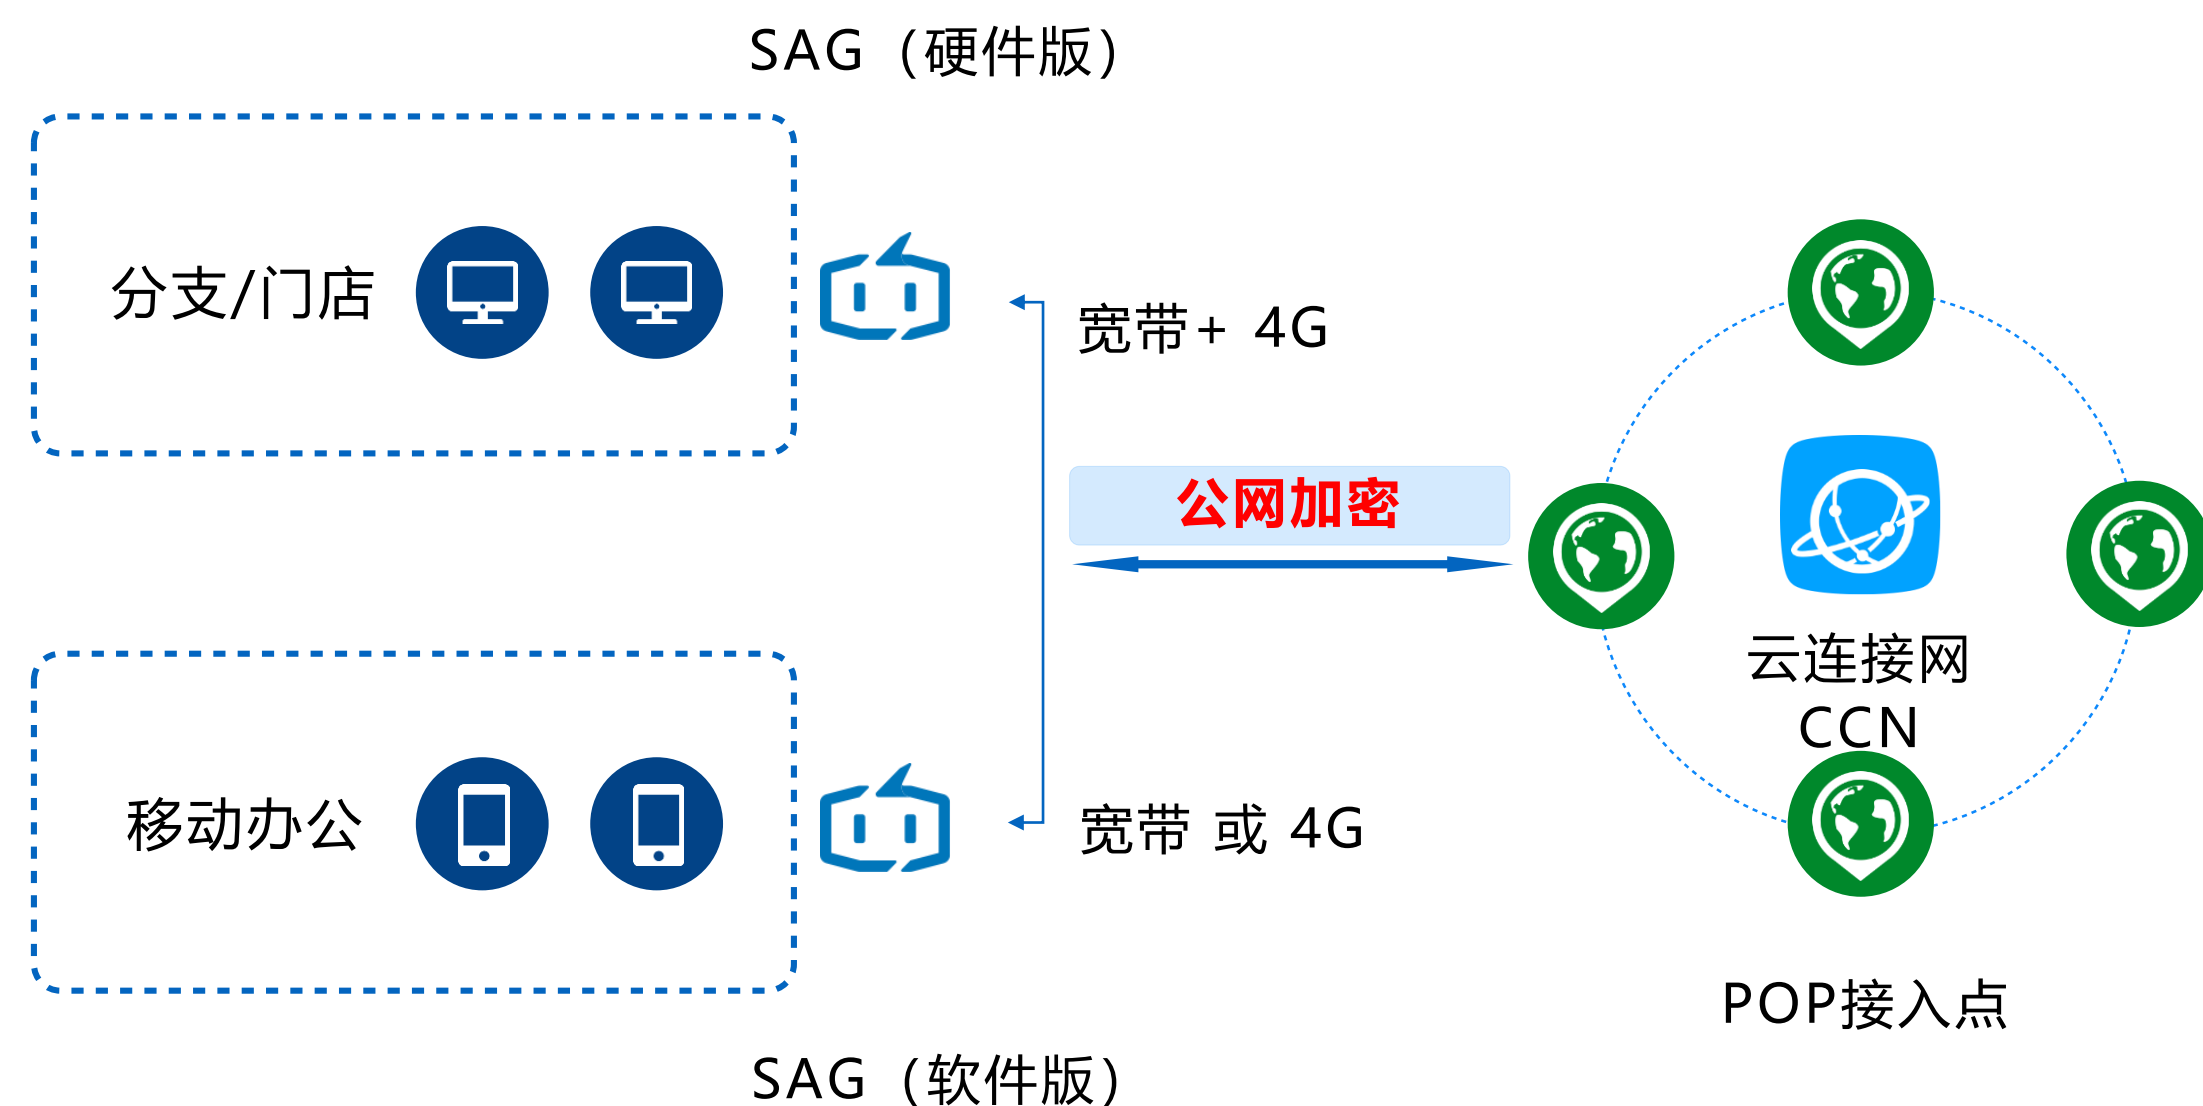 SAG（硬件版）
分支/门店
宽带+ 4G
公网加密
云连接网
CCN
移动办公
宽带 或 4G
POP接入点
SAG（软件版）